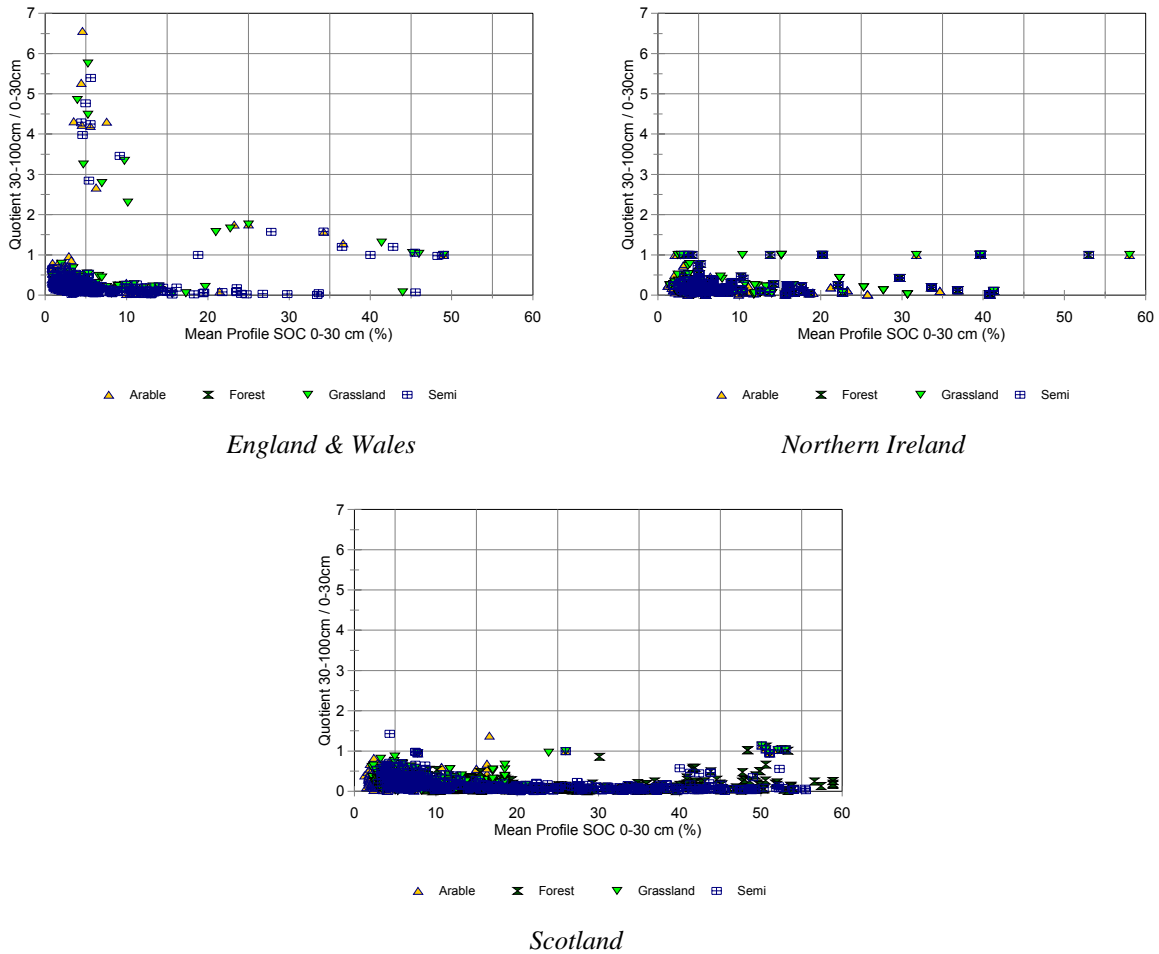 7
6
5
4
3
2
1
0
Quotient 30-100cm / 0-30cm
0 10 20 30 40 50 60
Mean Profile SOC 0-30 cm (%)
Arable Forest Grassland Semi
England & Wales
7
6
5
4
3
2
1
0
Quotient 30-100cm / 0-30cm
0 10 20 30 40 50 60
Mean Profile SOC 0-30 cm (%)
Arable Forest Grassland Semi
Northern Ireland
7
6
5
4
3
2
1
0
Quotient 30-100cm / 0-30cm
0 10 20 30 40 50 60
Mean Profile SOC 0-30 cm (%)
Arable Forest Grassland Semi
Scotland